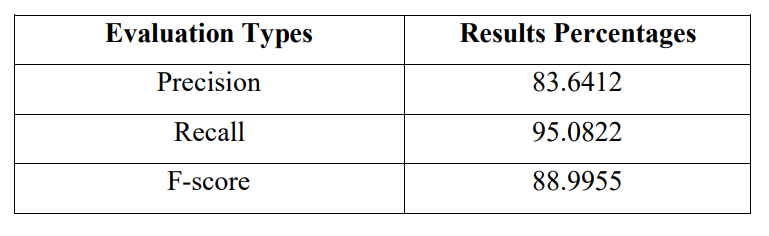 Evaluation Types Results Percentages
Precision 83.6412
Recall 95.0822
F-score 88.9955